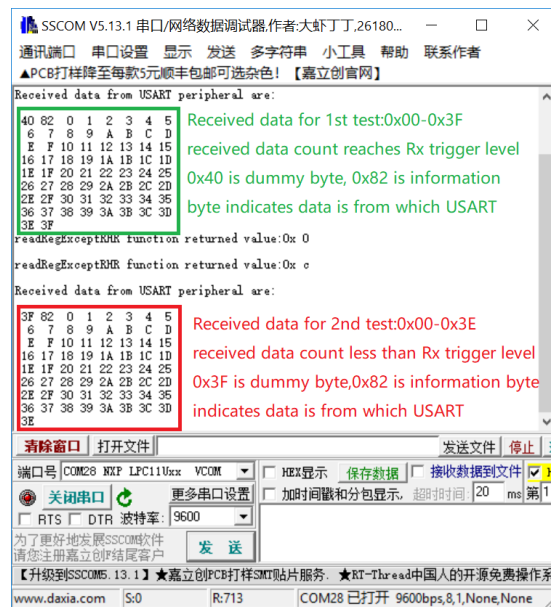 SSCOM V5.13.1 串口/网络数据调试器,作者:大虾丁丁,26180...
通讯端口 串口设置 显示 发送 多字符串 小工具 帮助 联系作者
▲PCB打样降至每款5元顺丰包邮可选杂色！【嘉立创官网】
Received data from USART peripheral are:
40 82 0 1 2 3 4 5
6 7 8 9 A B C D
E F 10 11 12 13 14 15
16 17 18 19 1A 1B 1C 1D
1E 1F 20 21 22 23 24 25
26 27 28 29 2A 2B 2C 2D
2E 2F 30 31 32 33 34 35
36 37 38 39 3A 3B 3C 3D
3E 3F
Received data for 1st test:0x00-0x3F
received data count reaches Rx trigger level
0x40 is dummy byte, 0x82 is information
byte indicates data is from which USART
readRegExceptRHR function returned value:0x 0
readRegExceptRHR function returned value:0x c
Received data from USART peripheral are:
3F 82 0 1 2 3 4 5
6 7 8 9 A B C D
E F 10 11 12 13 14 15
16 17 18 19 1A 1B 1C 1D
1E 1F 20 21 22 23 24 25
26 27 28 29 2A 2B 2C 2D
2E 2F 30 31 32 33 34 35
36 37 38 39 3A 3B 3C 3D
3E
Received data for 2nd test:0x00-0x3E
received data count less than Rx trigger level
0x3F is dummy byte,0x82 is information byte
indicates data is from which USART
清除窗口 打开文件 发送文件 停止
端口号 COM28 NXP LPC11Uxx VCOM HEX显示 保存数据 接收数据到文件
关闭串口 更多串口设置 加时间戳和分包显示, 超时时间: 20 ms 第1
RTS DTR 波特率: 9600
为了更好地发展SSCOM软件
请您注册嘉立创F结尾客户
发 送
【升级到SSCOM5.13.1】★嘉立创PCB打样SMT贴片服务. ★RT-Thread中国人的开源免费操作系
www.daxia.com S:0 R:713 COM28 已打开 9600bps,8,1,None,None